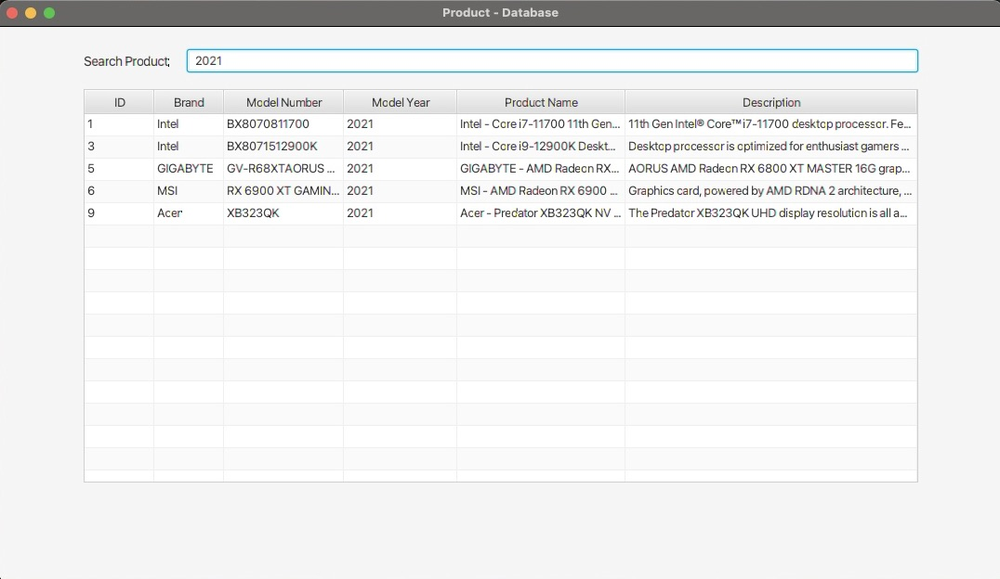 Product - Database
Search Product: 2021
ID Brand Model Number Model Year Product Name Description
1 Intel BX8070811700 2021 Intel - Core i7-11700 11th Gen... 11th Gen Intel® Core™ i7-11700 desktop processor. Fe...
3 Intel BX8071512900K 2021 Intel - Core i9-12900K Deskt... Desktop processor is optimized for enthusiast gamers ...
5 GIGABYTE GV-R68XTAORUS ... 2021 GIGABYTE - AMD Radeon RX... AORUS AMD Radeon RX 6800 XT MASTER 16G grap...
6 MSI RX 6900 XT GAMIN... 2021 MSI - AMD Radeon RX 6900 ... Graphics card, powered by AMD RDNA 2 architecture, ...
9 Acer XB323QK 2021 Acer - Predator XB323QK NV ... The Predator XB323QK UHD display resolution is all a...